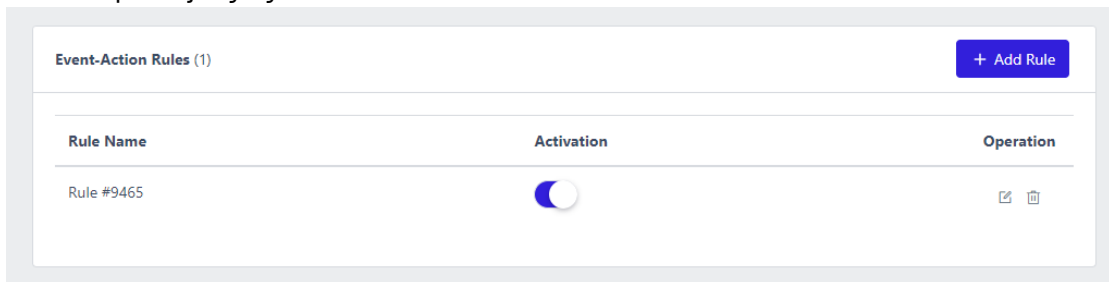 Event-Action Rules (1)
+ Add Rule
Rule Name Activation Operation
Rule #9465